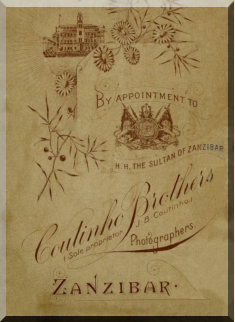 BY APPOINTMENT TO
H. H. THE SULTAN OF ZANZIBAR
Coutinho Brothers
(Sole proprietor J. B. Coutinho)
Photographers
ZANZIBAR.